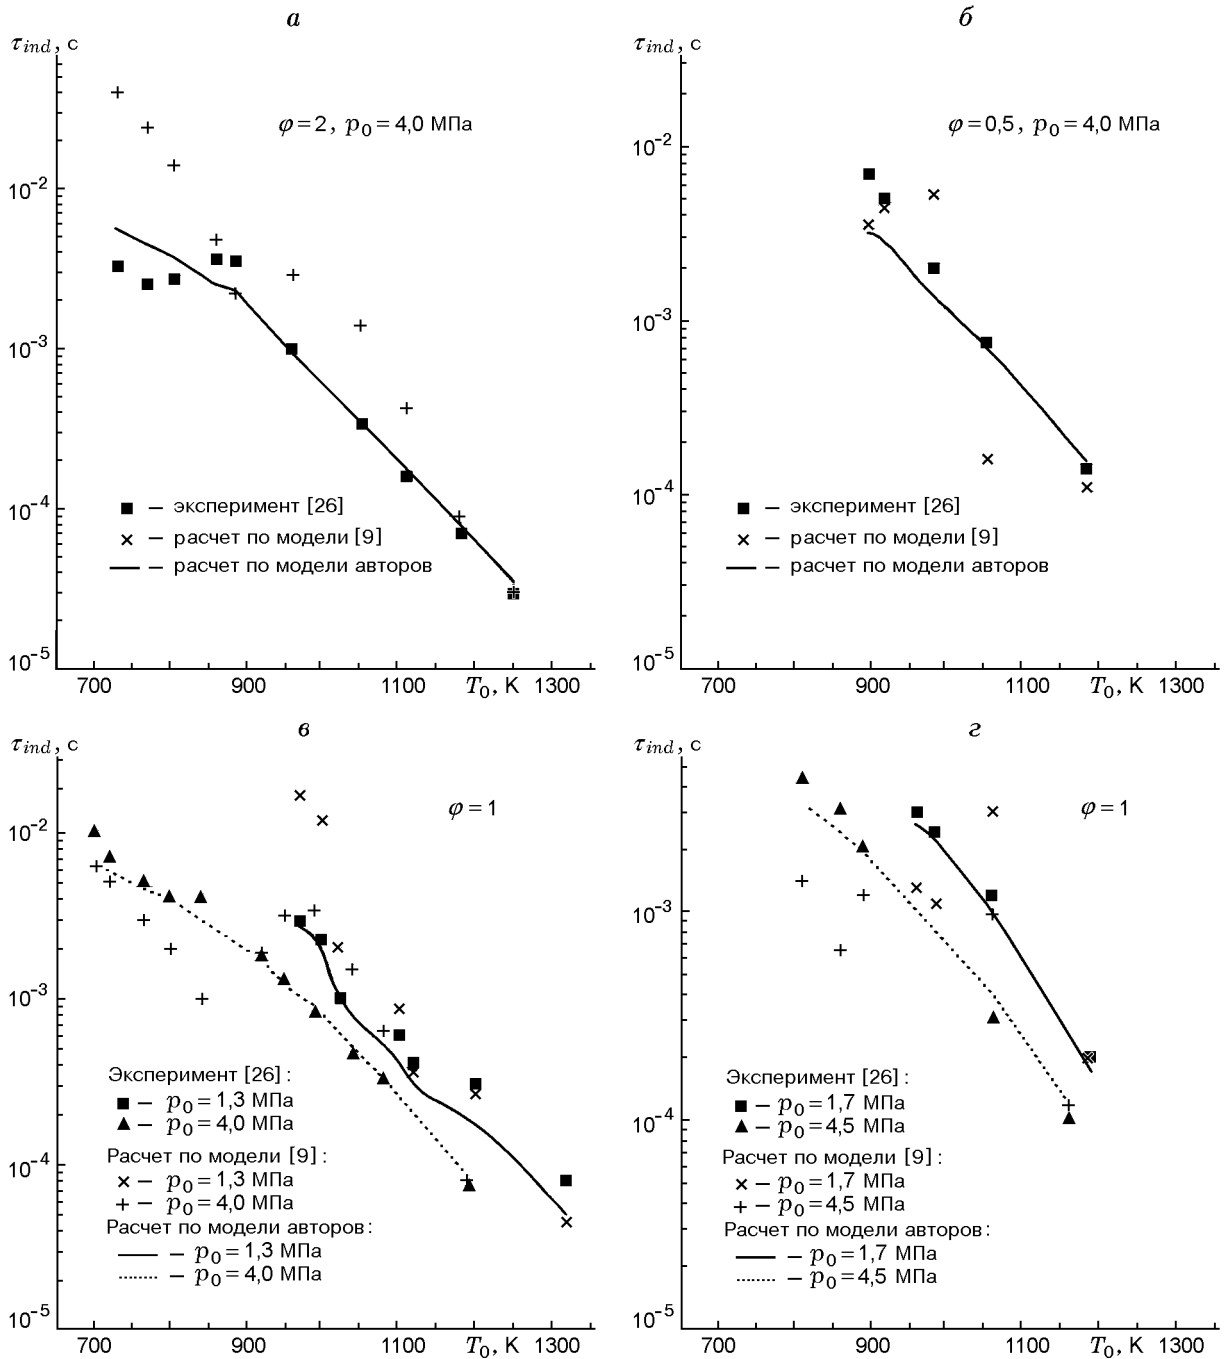 а
τind, с
φ=2, p0=4,0 МПа
10−2
10−3
10−4
10−5
■ – эксперимент [26]
× – расчет по модели [9]
— – расчет по модели авторов
700 900 1100 T0, К 1300
б
τind, с
φ=0,5, p0=4,0 МПа
10−2
10−3
10−4
10−5
■ – эксперимент [26]
× – расчет по модели [9]
— – расчет по модели авторов
700 900 1100 T0, К 1300
в
τind, с
φ=1
10−2
10−3
10−4
10−5
Эксперимент [26]:
■ – p0=1,3 МПа
▲ – p0=4,0 МПа
Расчет по модели [9]:
× – p0=1,3 МПа
+ – p0=4,0 МПа
Расчет по модели авторов:
— – p0=1,3 МПа
······ – p0=4,0 МПа
700 900 1100 T0, К 1300
г
τind, с
φ=1
10−3
10−4
10−5
Эксперимент [26]:
■ – p0=1,7 МПа
▲ – p0=4,5 МПа
Расчет по модели [9]:
× – p0=1,7 МПа
+ – p0=4,5 МПа
Расчет по модели авторов:
— – p0=1,7 МПа
······ – p0=4,5 МПа
700 900 1100 T0, К 1300